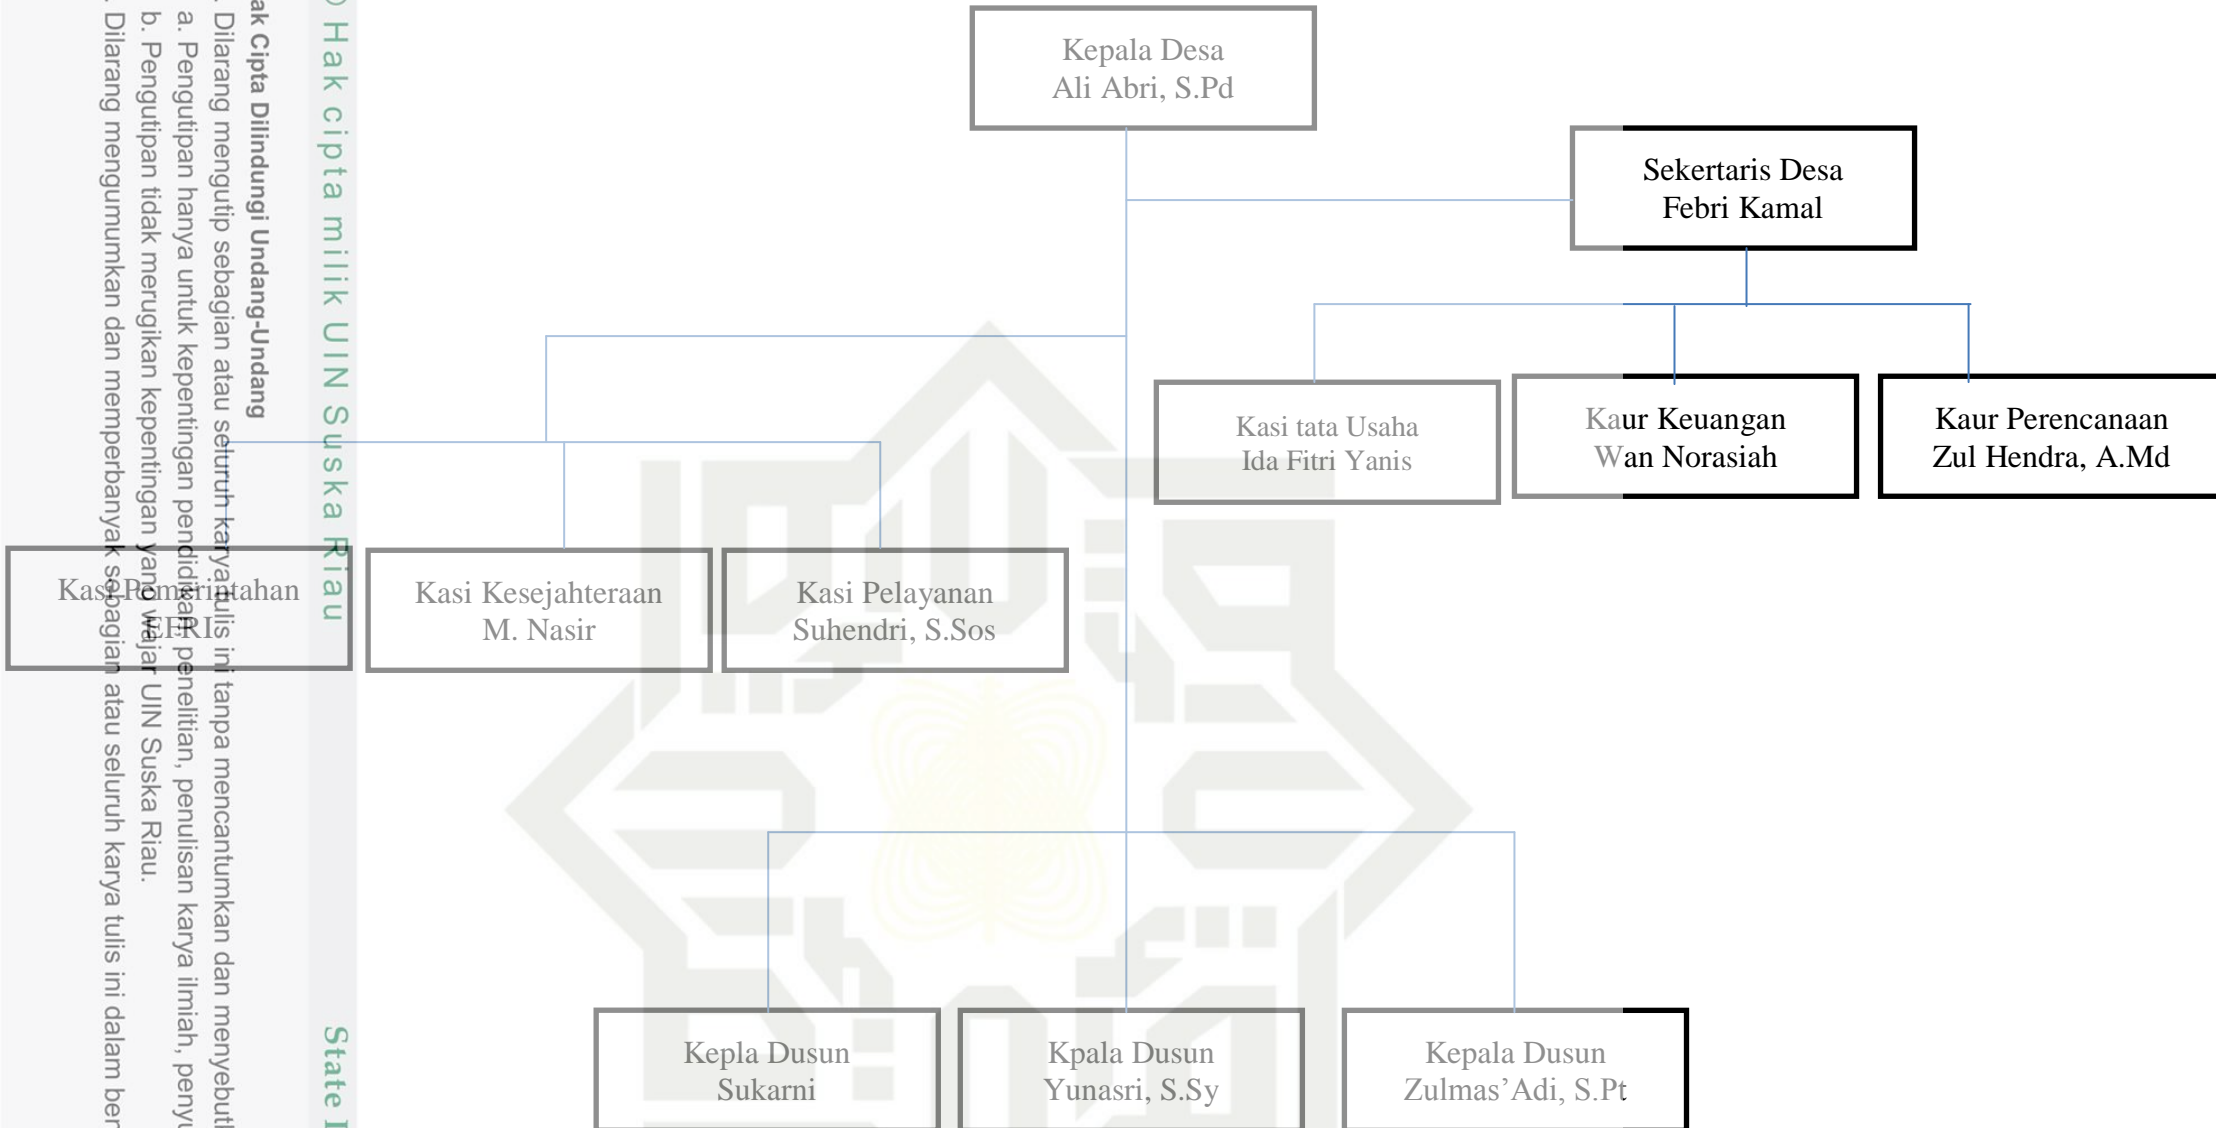 Kepala Desa
Ali Abri, S.Pd
Sekertaris Desa
Febri Kamal
Kasi tata Usaha
Ida Fitri Yanis
Kaur Keuangan
Wan Norasiah
Kaur Perencanaan
Zul Hendra, A.Md
Kasi Pemerintahan
EFRI
Kasi Kesejahteraan
M. Nasir
Kasi Pelayanan
Suhendri, S.Sos
Kepla Dusun
Sukarni
Kpala Dusun
Yunasri, S.Sy
Kepala Dusun
Zulmas’Adi, S.Pt
Hak cipta milik UIN Suska Riau
State
Cipta Dilindungi Undang-Undang
Dilarang mengutip sebagian atau seluruh karya tulis ini tanpa mencantumkan dan
a. Pengutipan hanya untuk kepentingan pendidikan, penelitian, penulisan karya ilmiah,
b. Pengutipan tidak merugikan kepentingan yang wajar UIN Suska Riau.
Dilarang mengumumkan dan memperbanyak sebagian atau seluruh karya tulis ini dalam